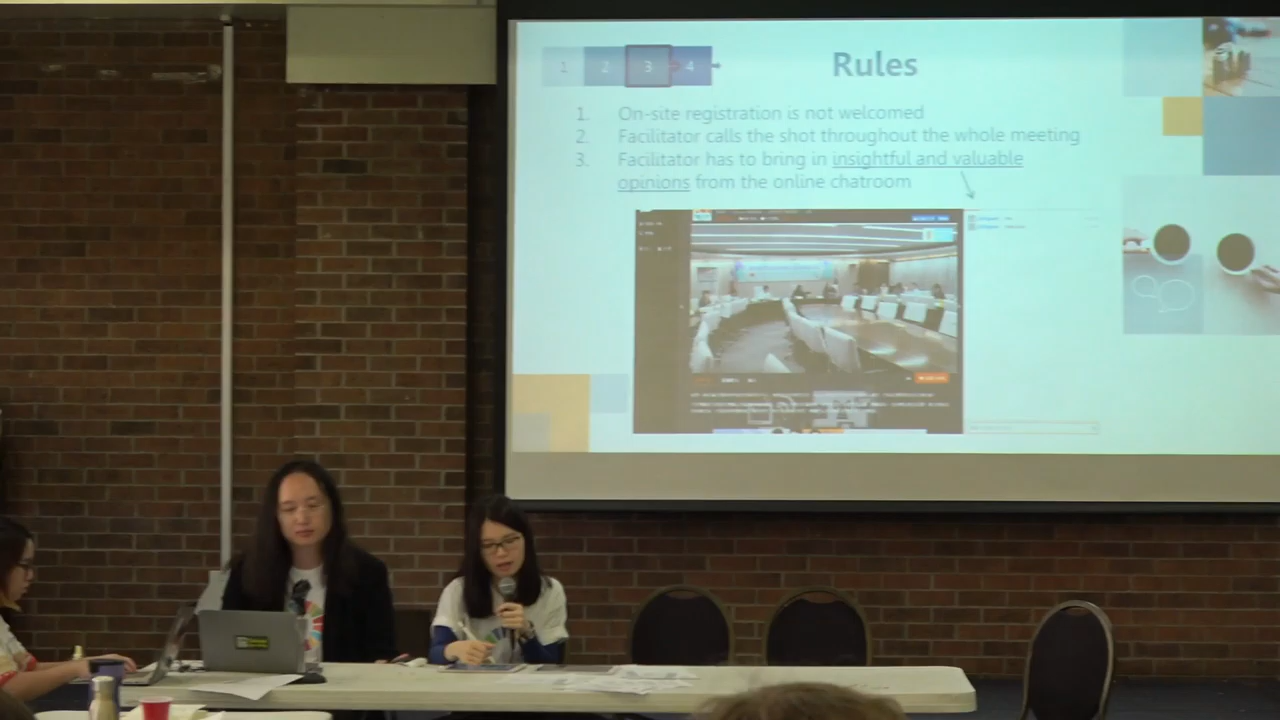 1 2 3 4
Rules
1. On-site registration is not welcomed
2. Facilitator calls the shot throughout the whole meeting
3. Facilitator has to bring in insightful and valuable
opinions from the online chatroom